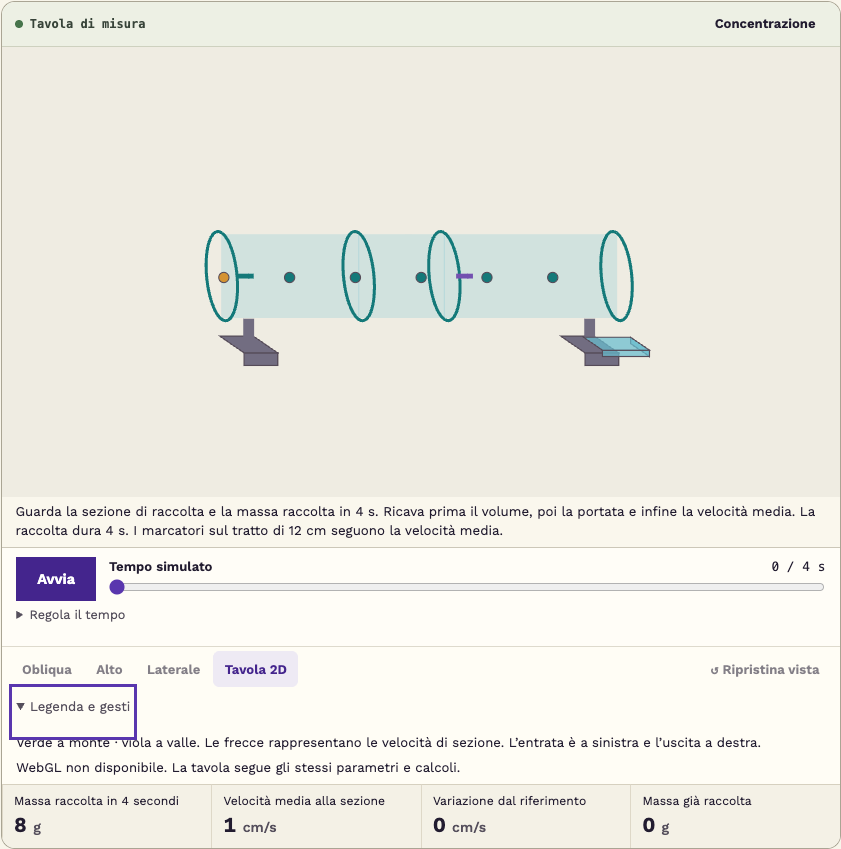 Tavola di misura
Concentrazione
Guarda la sezione di raccolta e la massa raccolta in 4 s. Ricava prima il volume, poi la portata e infine la velocità media. La
raccolta dura 4 s. I marcatori sul tratto di 12 cm seguono la velocità media.
Avvia
Tempo simulato
0 / 4 s
Regola il tempo
Obliqua
Alto
Laterale
Tavola 2D
↺ Ripristina vista
Legenda e gesti
Verde a monte · viola a valle. Le frecce rappresentano le velocità di sezione. L'entrata è a sinistra e l'uscita a destra.
WebGL non disponibile. La tavola segue gli stessi parametri e calcoli.
Massa raccolta in 4 secondi
8 g
Velocità media alla sezione
1 cm/s
Variazione dal riferimento
0 cm/s
Massa già raccolta
0 g